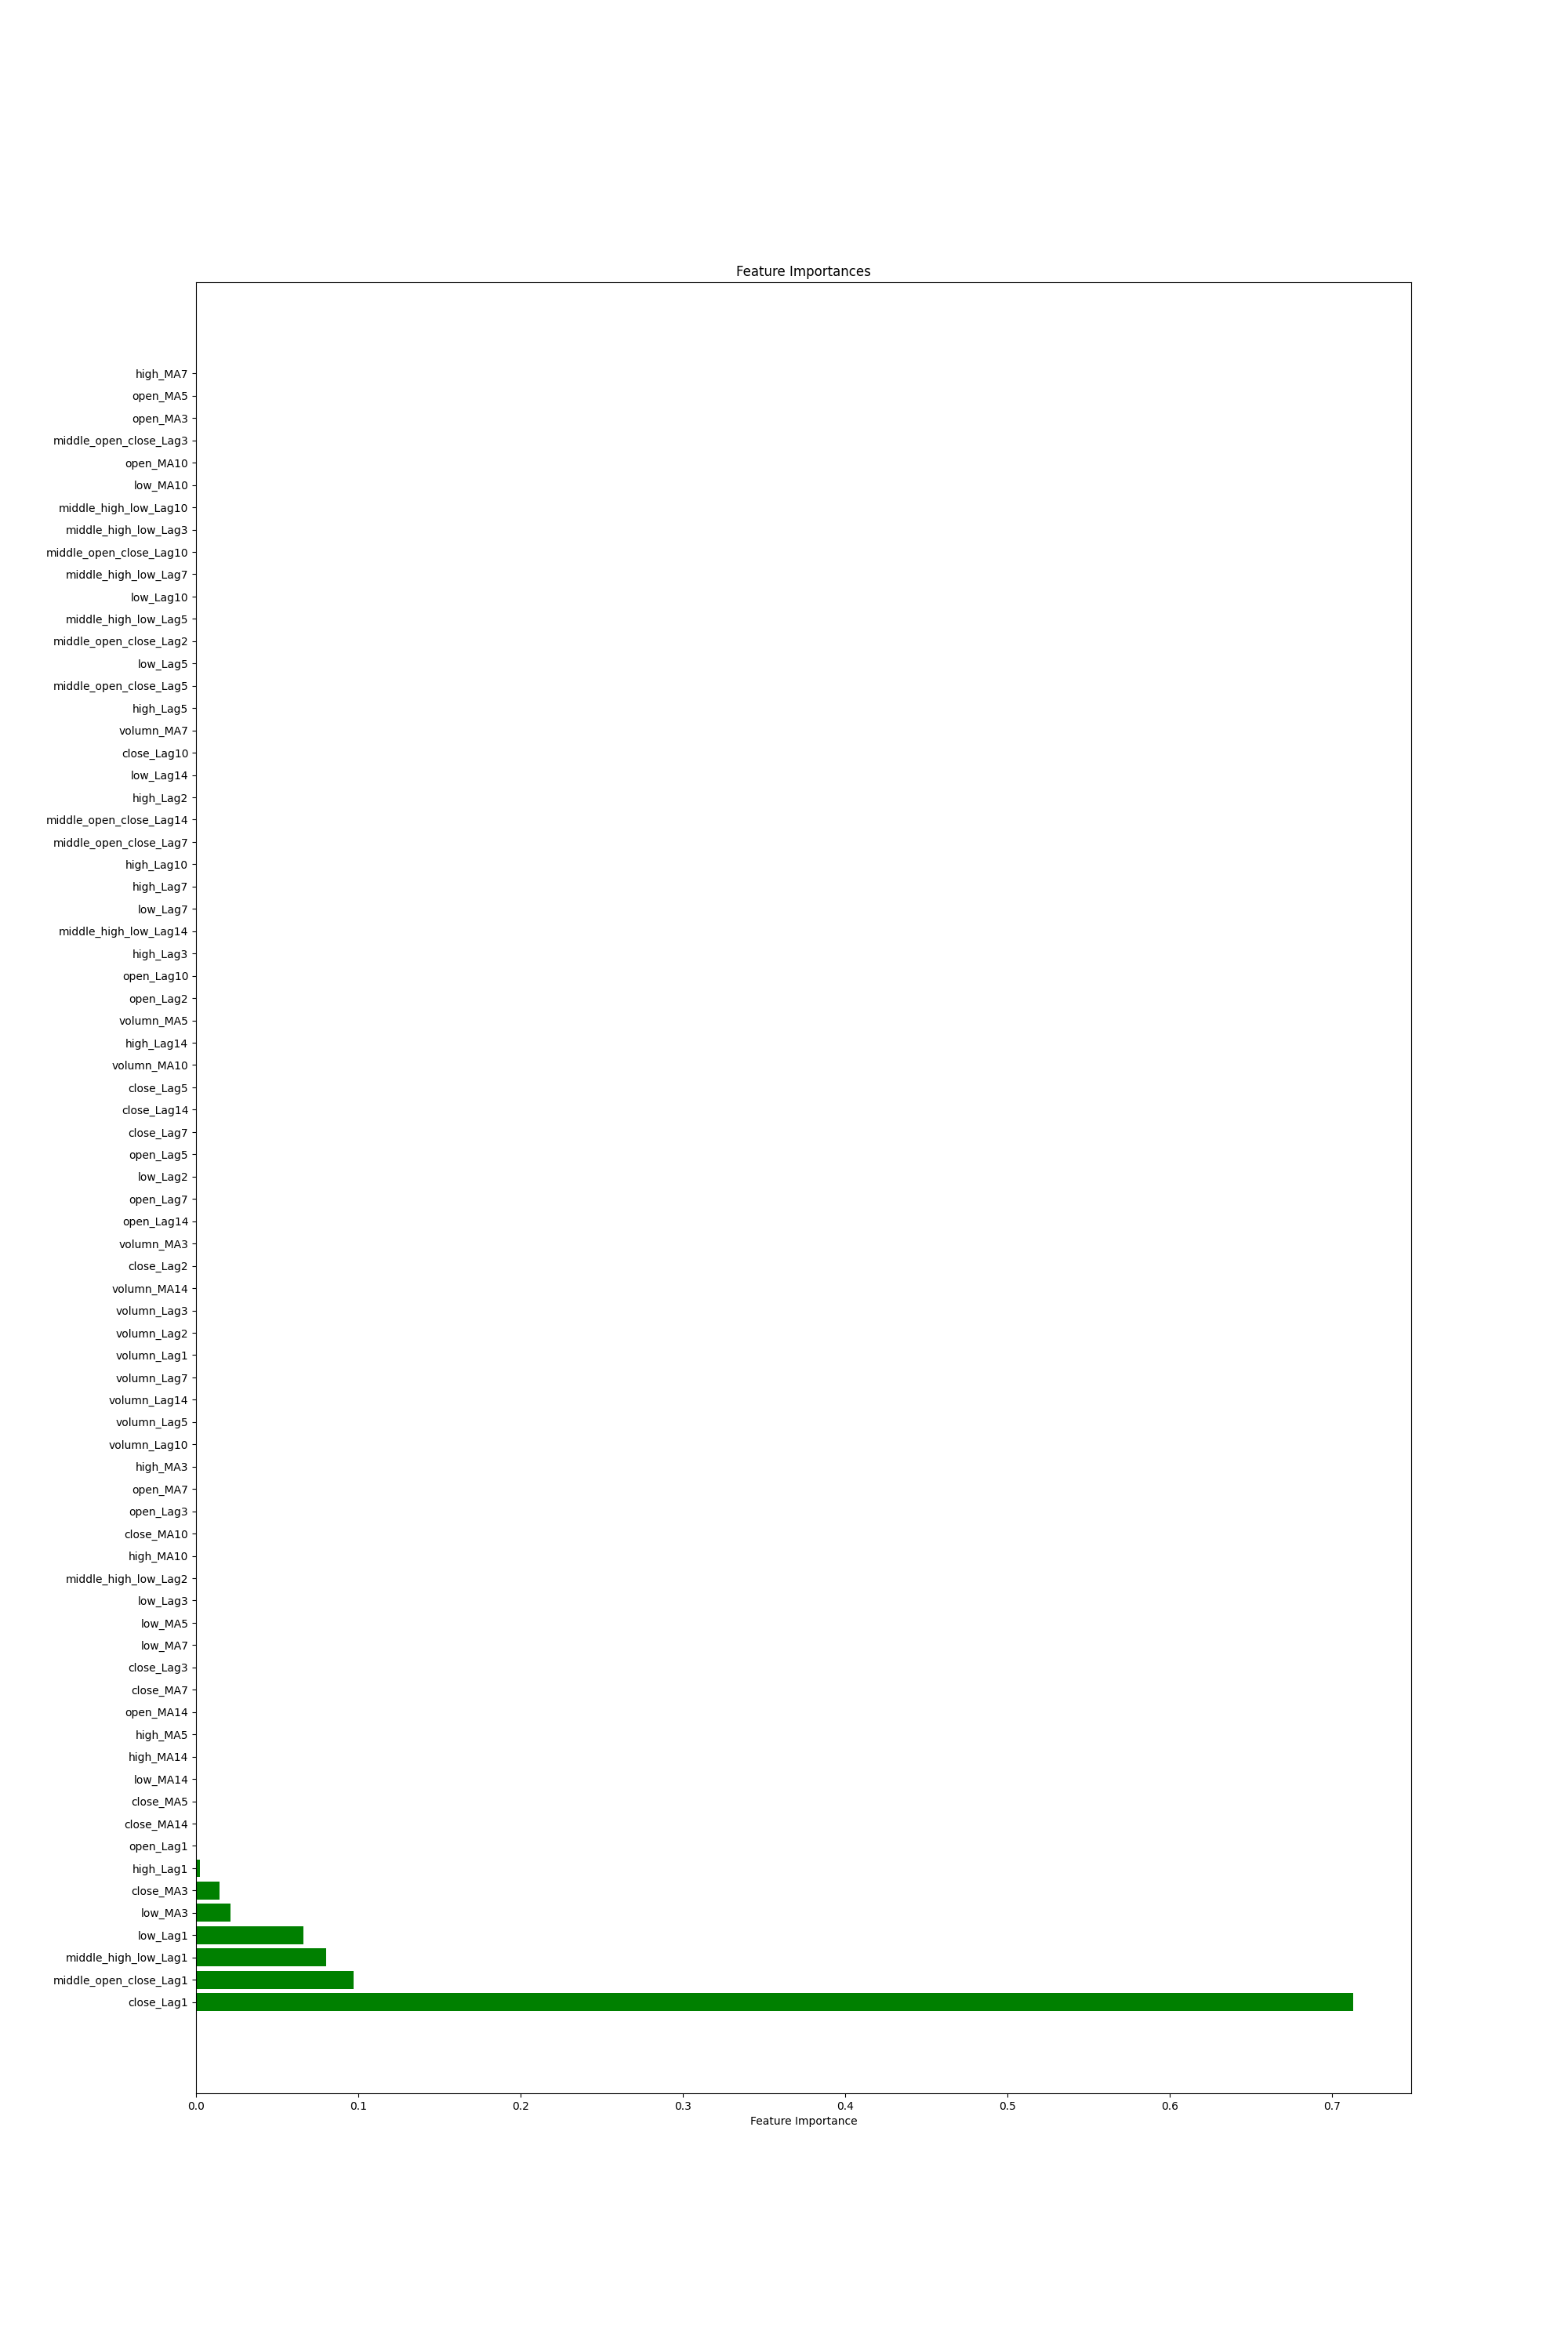 Feature Importances
high_MA7
open_MA5
open_MA3
middle_open_close_Lag3
open_MA10
low_MA10
middle_high_low_Lag10
middle_high_low_Lag3
middle_open_close_Lag10
middle_high_low_Lag7
low_Lag10
middle_high_low_Lag5
middle_open_close_Lag2
low_Lag5
middle_open_close_Lag5
high_Lag5
volumn_MA7
close_Lag10
low_Lag14
high_Lag2
middle_open_close_Lag14
middle_open_close_Lag7
high_Lag10
high_Lag7
low_Lag7
middle_high_low_Lag14
high_Lag3
open_Lag10
open_Lag2
volumn_MA5
high_Lag14
volumn_MA10
close_Lag5
close_Lag14
close_Lag7
open_Lag5
low_Lag2
open_Lag7
open_Lag14
volumn_MA3
close_Lag2
volumn_MA14
volumn_Lag3
volumn_Lag2
volumn_Lag1
volumn_Lag7
volumn_Lag14
volumn_Lag5
volumn_Lag10
high_MA3
open_MA7
open_Lag3
close_MA10
high_MA10
middle_high_low_Lag2
low_Lag3
low_MA5
low_MA7
close_Lag3
close_MA7
open_MA14
high_MA5
high_MA14
low_MA14
close_MA5
close_MA14
open_Lag1
high_Lag1
close_MA3
low_MA3
low_Lag1
middle_high_low_Lag1
middle_open_close_Lag1
close_Lag1
0.0 0.1 0.2 0.3 0.4 0.5 0.6 0.7
Feature Importance